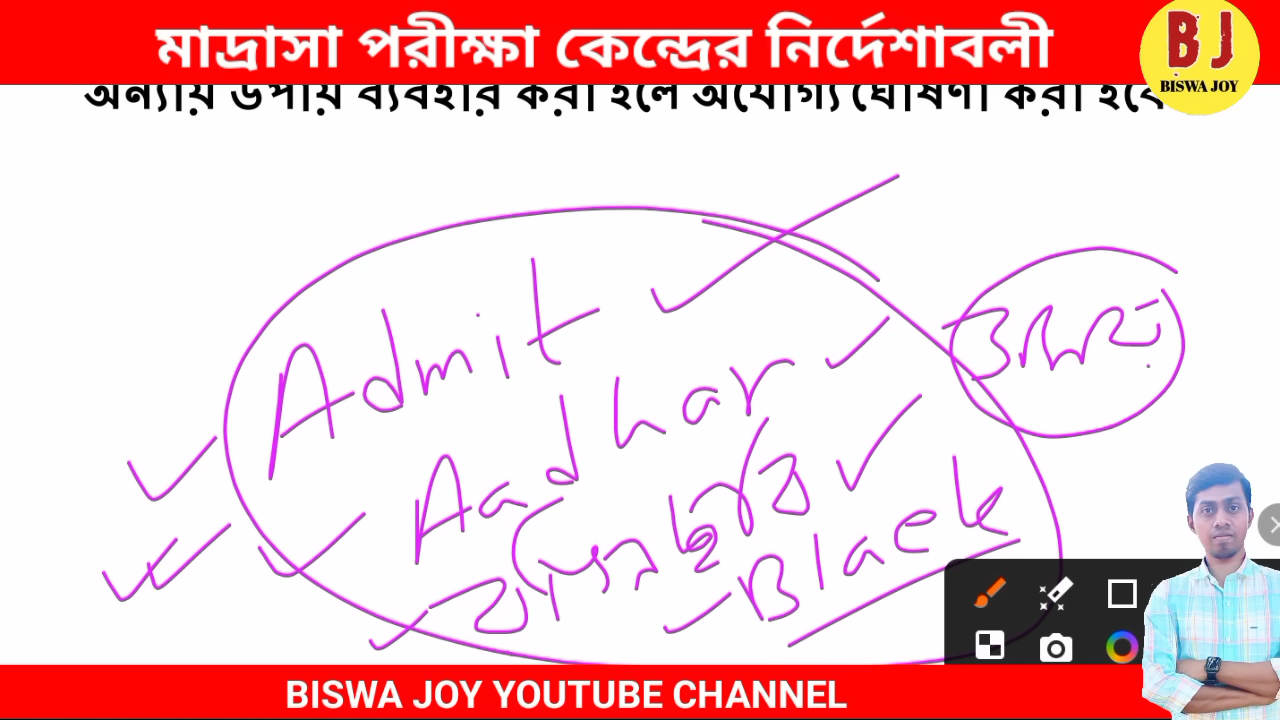 মাদ্রাসা পরীক্ষা কেন্দ্রের নির্দেশাবলী
BJ
BISWA JOY
অন্যায় উপায় ব্যবহার করা হলে অযোগ্য ঘোষণা করা হবে
Admit
Aadhar
Black
BISWA JOY YOUTUBE CHANNEL